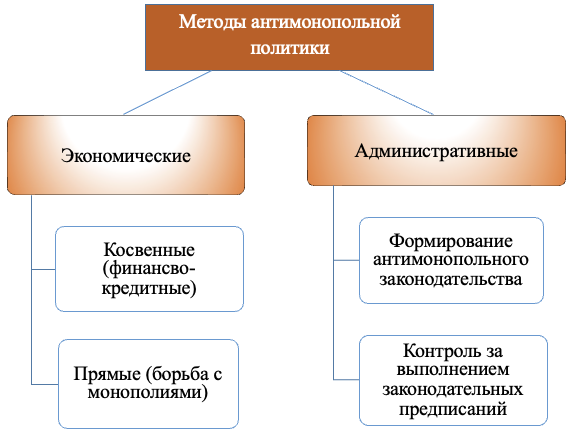 Методы антимонопольной
политики
Экономические
Административные
Косвенные
(финансво-
кредитные)
Формирование
антимонопольного
законодательства
Прямые (борьба с
монополиями)
Контроль за
выполнением
законодательных
предписаний